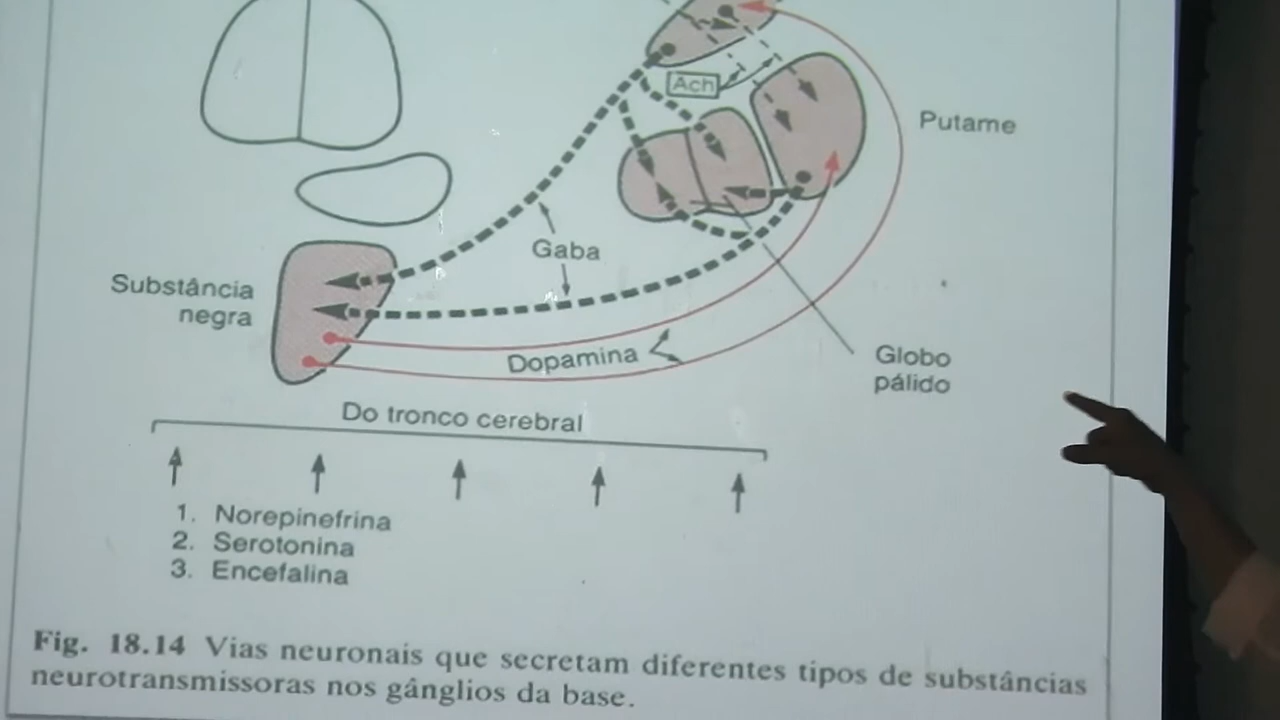 Ach
Putame
Gaba
Substância
negra
Dopamina
Globo
pálido
Do tronco cerebral
1. Norepinefrina
2. Serotonina
3. Encefalina
Fig. 18.14 Vias neuronais que secretam diferentes tipos de substâncias
neurotransmissoras nos gânglios da base.